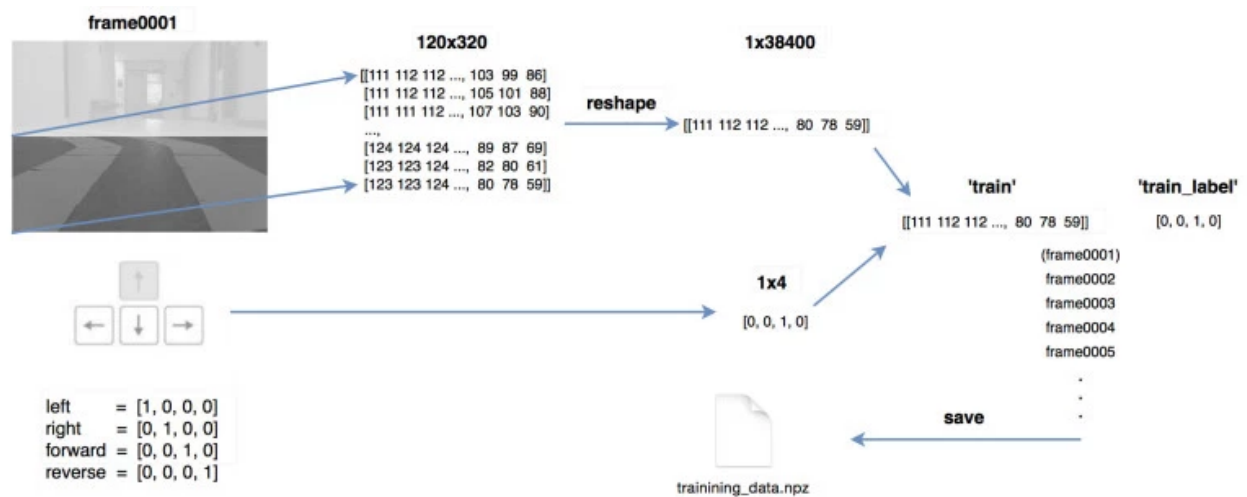 frame0001
120x320
[[111 112 112 ..., 103 99 86]
[111 112 112 ..., 105 101 88]
[111 111 112 ..., 107 103 90]
...,
[124 124 124 ..., 89 87 69]
[123 123 124 ..., 82 80 61]
[123 123 124 ..., 80 78 59]]
reshape
1x38400
[[111 112 112 ..., 80 78 59]]
'train'
[[111 112 112 ..., 80 78 59]]
(frame0001)
frame0002
frame0003
frame0004
frame0005
.
.
.
'train_label'
[0, 0, 1, 0]
1x4
[0, 0, 1, 0]
left = [1, 0, 0, 0]
right = [0, 1, 0, 0]
forward = [0, 0, 1, 0]
reverse = [0, 0, 0, 1]
save
trainining_data.npz